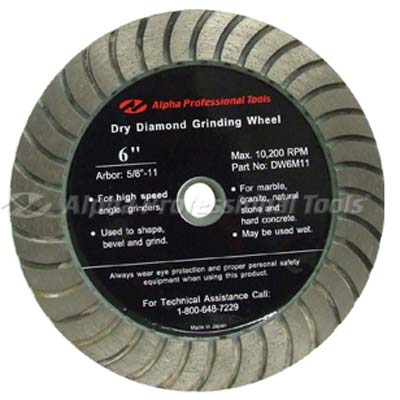 Alpha Professional Tools
Dry Diamond Grinding Wheel
6"
Arbor: 5/8"-11
Max. 10,200 RPM
Part No: DW6M11
• For high speed
angle grinders.
• Used to shape,
bevel and grind.
• For marble,
granite, natural
stone and
hard concrete.
• May be used wet.
Alpha Professional Tools
Always wear eye protection and proper personal safety
equipment when using this product.
For Technical Assistance Call:
1-800-648-7229
Made in Japan